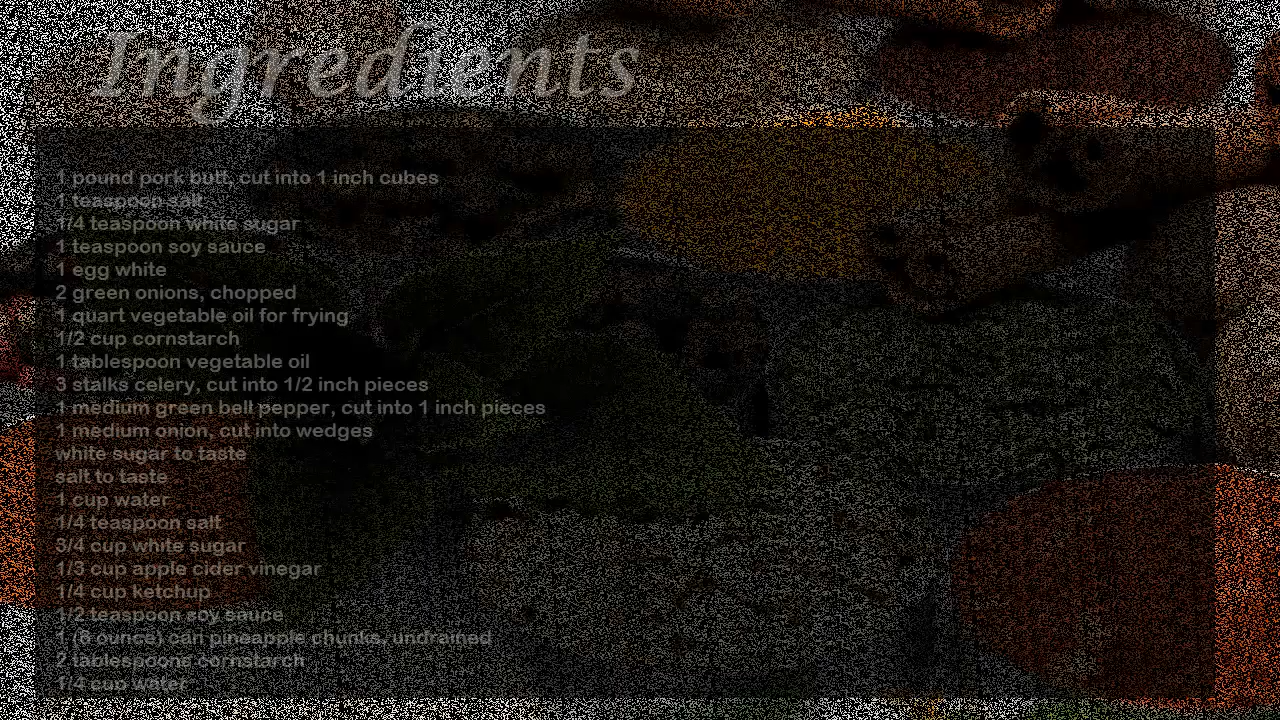 Ingredients
1 pound pork butt, cut into 1 inch cubes
1 teaspoon salt
1/4 teaspoon white sugar
1 teaspoon soy sauce
1 egg white
2 green onions, chopped
1 quart vegetable oil for frying
1/2 cup cornstarch
1 tablespoon vegetable oil
3 stalks celery, cut into 1/2 inch pieces
1 medium green bell pepper, cut into 1 inch pieces
1 medium onion, cut into wedges
white sugar to taste
salt to taste
1 cup water
1/4 teaspoon salt
3/4 cup white sugar
1/3 cup apple cider vinegar
1/4 cup ketchup
1/2 teaspoon soy sauce
1 (8 ounce) can pineapple chunks, undrained
2 tablespoons cornstarch
1/4 cup water